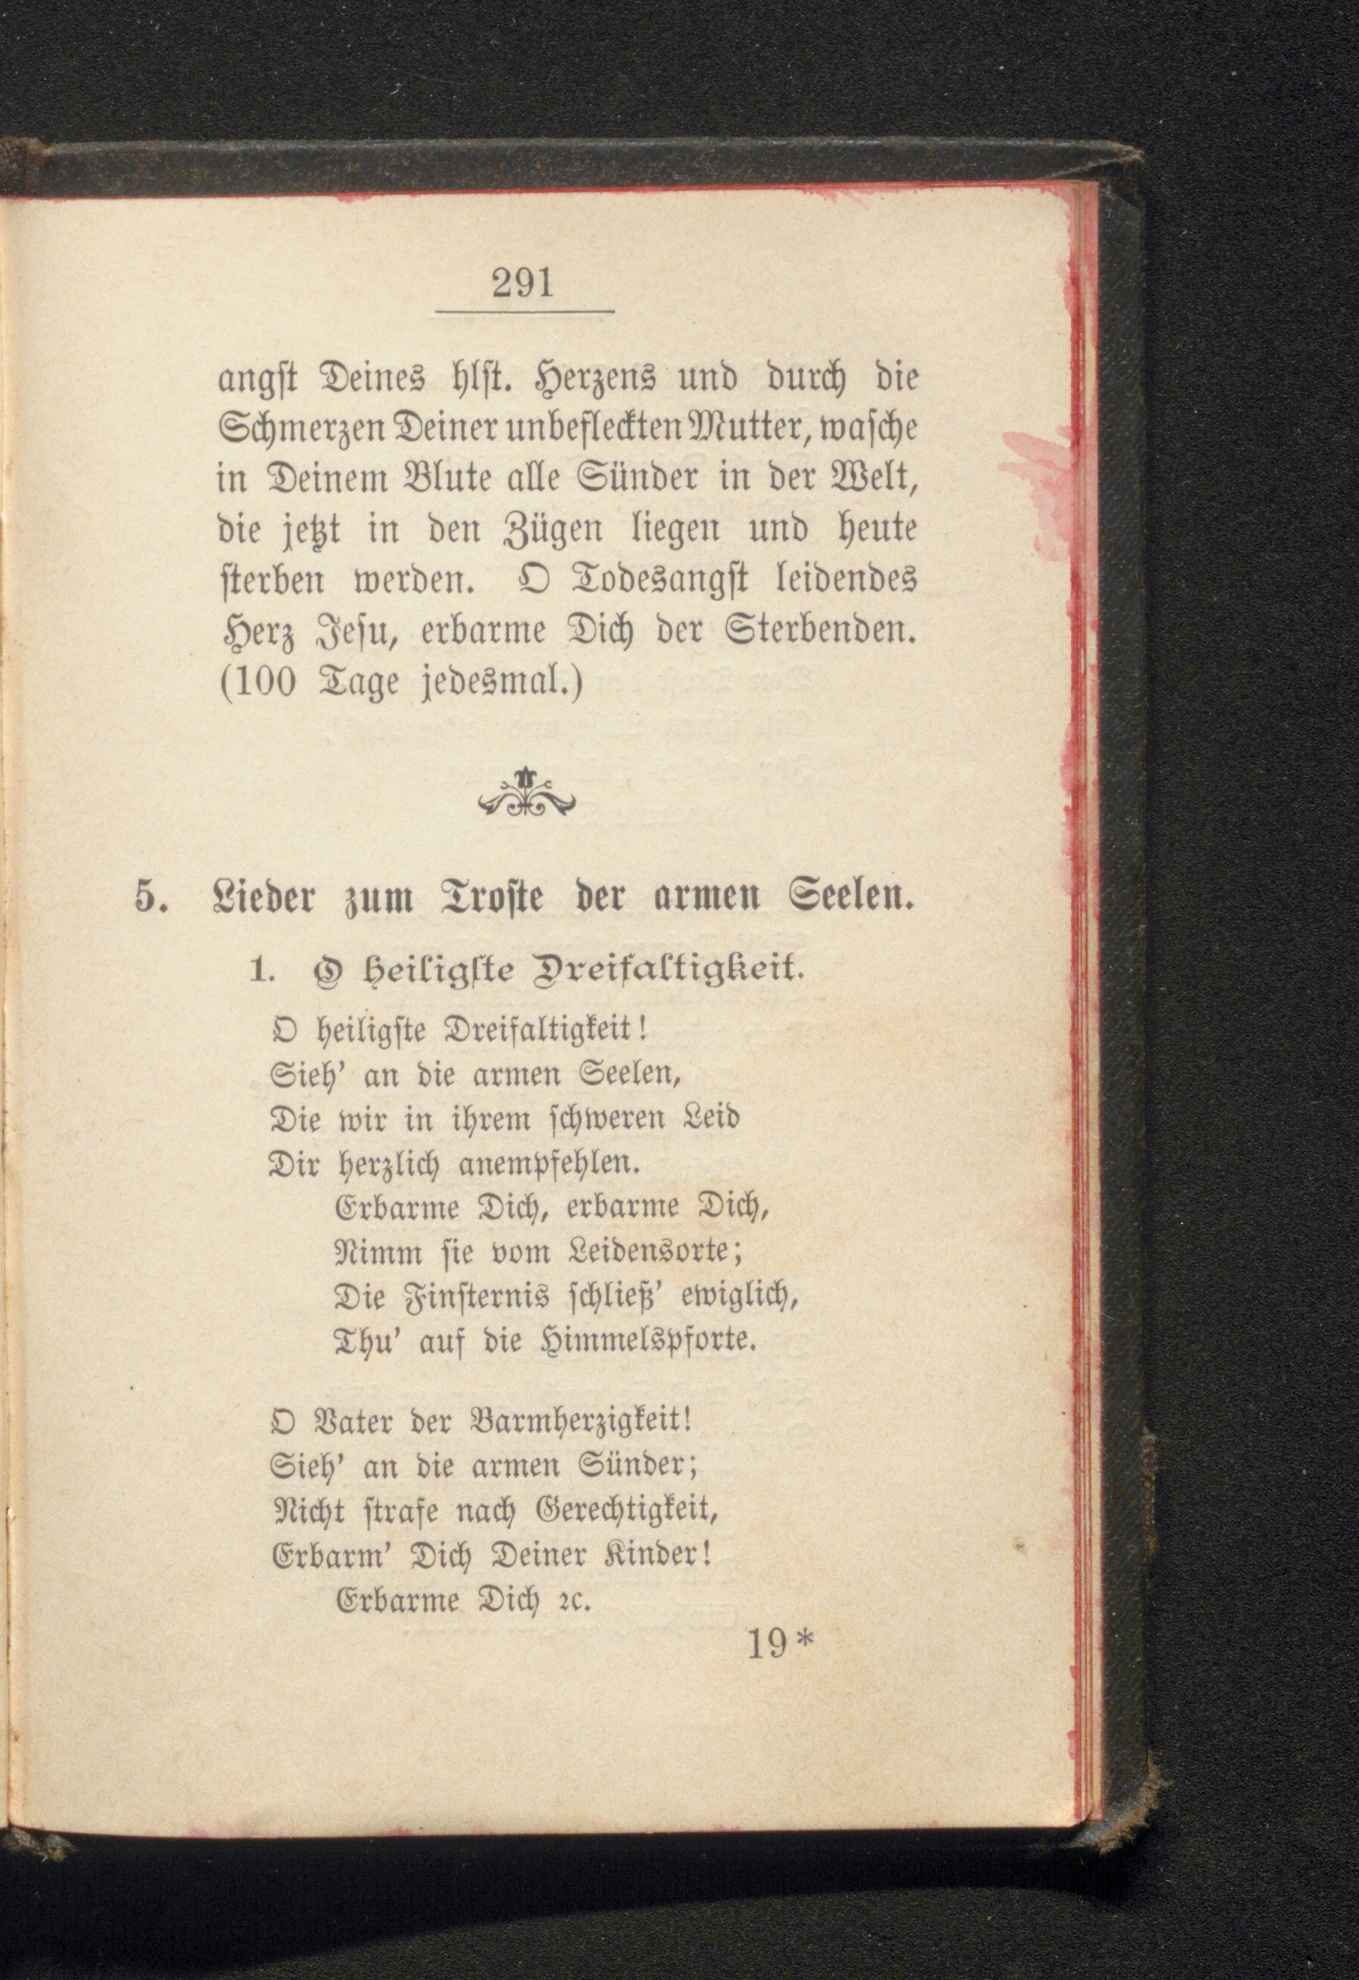 291
angst Deines hlst. Herzens und durch die
Schmerzen Deiner unbefleckten Mutter, wasche
in Deinem Blute alle Sünder in der Welt,
die jetzt in den Zügen liegen und heute
sterben werden. O Todesangst leidendes
Herz Jesu, erbarme Dich der Sterbenden.
(100 Tage jedesmal.)
5. Lieder zum Troste der armen Seelen.
1. O heiligste Dreifaltigkeit.
O heiligste Dreifaltigkeit!
Sieh' an die armen Seelen,
Die wir in ihrem schweren Leid
Dir herzlich anempfehlen.
Erbarme Dich, erbarme Dich,
Nimm sie vom Leidensorte;
Die Finsternis schließ' ewiglich,
Thu' auf die Himmelspforte.
O Vater der Barmherzigkeit!
Sieh' an die armen Sünder;
Nicht strafe nach Gerechtigkeit,
Erbarm' Dich Deiner Kinder!
Erbarme Dich ꝛc.
19*